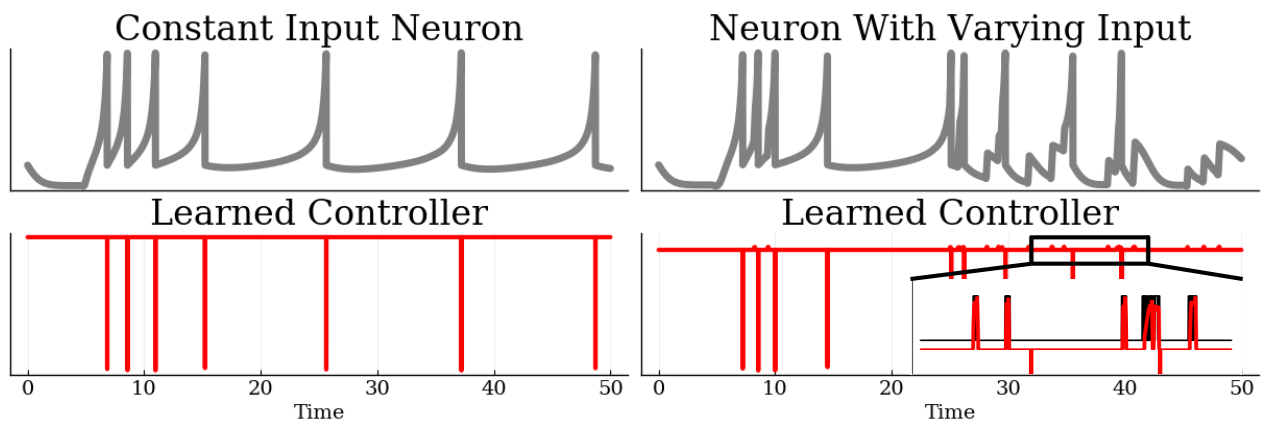 Constant Input Neuron
Neuron With Varying Input
Learned Controller
Learned Controller
0 10 20 30 40 50
0 10 20 30 40 50
Time
Time